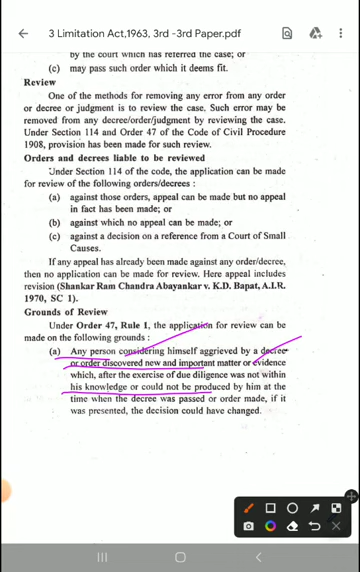 3 Limitation Act,1963, 3rd -3rd Paper.pdf
by the court which has referred the case; or
(c) may pass such order which it deems fit.
Review
One of the methods for removing any error from any order
or decree or judgment is to review the case. Such error may be
removed from any decree/order/judgment by reviewing the case.
Under Section 114 and Order 47 of the Code of Civil Procedure
1908, provision has been made for such review.
Orders and decrees liable to be reviewed
Under Section 114 of the code, the application can be made
for review of the following orders/decrees :
(a) against those orders, appeal can be made but no appeal
in fact has been made; or
(b) against which no appeal can be made; or
(c) against a decision on a reference from a Court of Small
Causes.
If any appeal has already been made against any order/decree,
then no application can be made for review. Here appeal includes
revision (Shankar Ram Chandra Abayankar v. K.D. Bapat, A.I.R.
1970, SC 1).
Grounds of Review
Under Order 47, Rule 1, the application for review can be
made on the following grounds :
(a) Any person considering himself aggrieved by a decree
or order discovered new and important matter or evidence
which, after the exercise of due diligence was not within
his knowledge or could not be produced by him at the
time when the decree was passed or order made, if it
was presented, the decision could have changed.